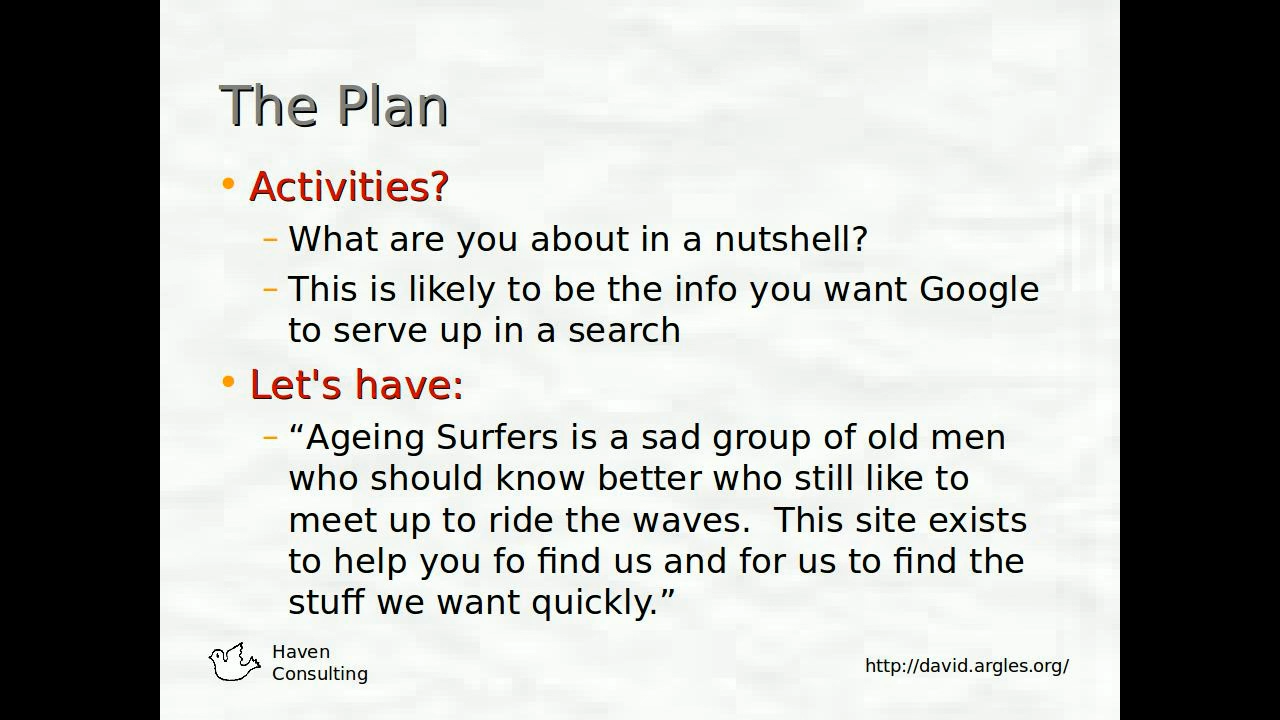 The Plan
• Activities?
– What are you about in a nutshell?
– This is likely to be the info you want Google
to serve up in a search
• Let's have:
– “Ageing Surfers is a sad group of old men
who should know better who still like to
meet up to ride the waves.  This site exists
to help you fo find us and for us to find the
stuff we want quickly.”
Haven
Consulting
http://david.argles.org/